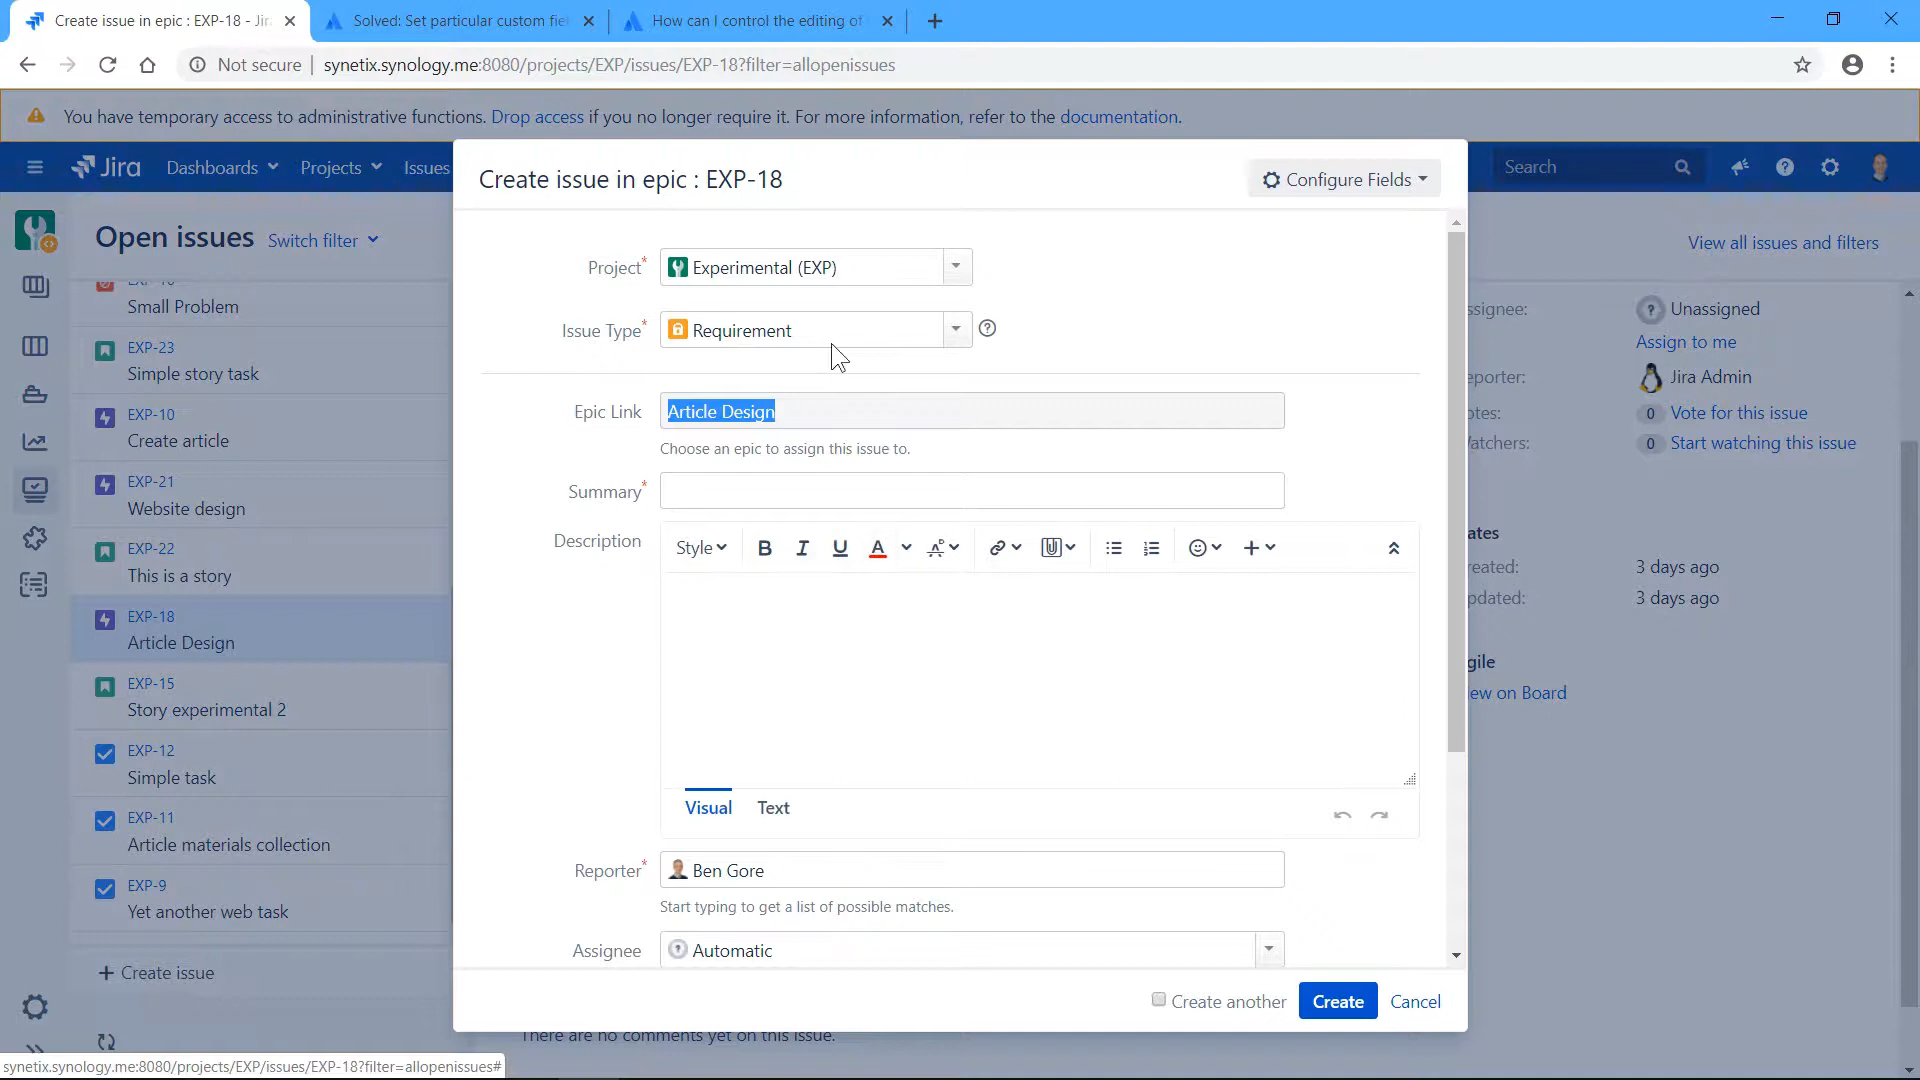 Create issue in epic : EXP-18 - Jir
Solved: Set particular custom fie
How can I control the editing of
Not secure
synetix.synology.me:8080/projects/EXP/issues/EXP-18?filter=allopenissues
You have temporary access to administrative functions. Drop access if you no longer require it. For more information, refer to the documentation.
Jira
Dashboards
Projects
Issues
Search
Open issues
Switch filter
View all issues and filters
Small Problem
EXP-23
Simple story task
EXP-10
Create article
EXP-21
Website design
EXP-22
This is a story
EXP-18
Article Design
EXP-15
Story experimental 2
EXP-12
Simple task
EXP-11
Article materials collection
EXP-9
Yet another web task
+ Create issue
Create issue in epic : EXP-18
Configure Fields
Project*
Experimental (EXP)
Issue Type*
Requirement
Epic Link
Article Design
Choose an epic to assign this issue to.
Summary*
Description
Style
B I U A
Visual
Text
Reporter*
Ben Gore
Start typing to get a list of possible matches.
Assignee
Automatic
Create another
Create
Cancel
ssignee:
Unassigned
Assign to me
eporter:
Jira Admin
otes:
0 Vote for this issue
atchers:
0 Start watching this issue
ates
reated:
3 days ago
pdated:
3 days ago
gile
ew on Board
There are no comments yet on this issue.
synetix.synology.me:8080/projects/EXP/issues/EXP-18?filter=allopenissues#